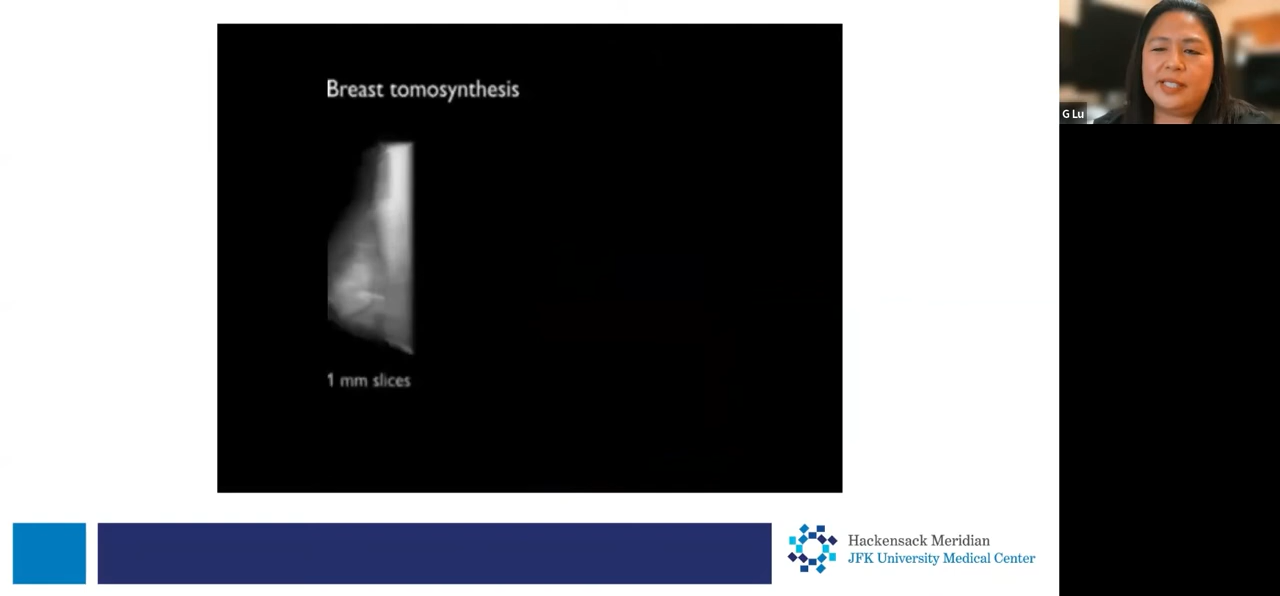 Breast tomosynthesis
1 mm slices
G Lu
Hackensack Meridian
JFK University Medical Center